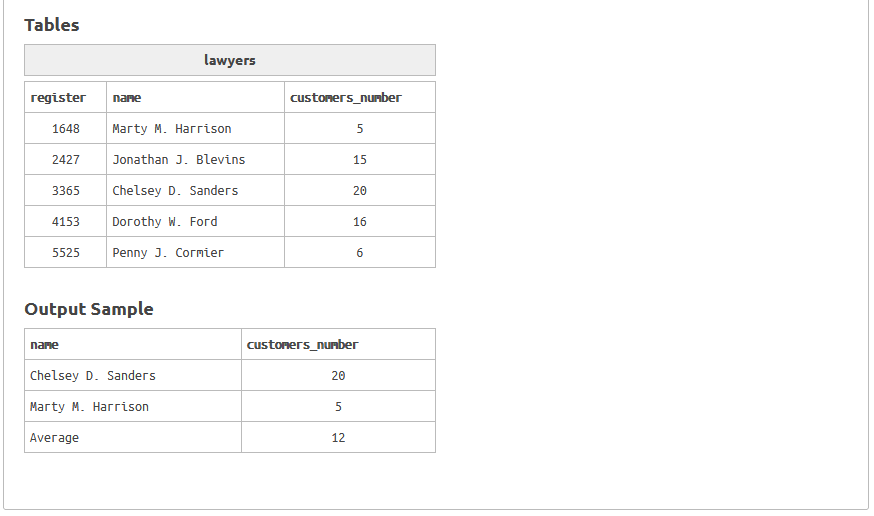 Tables
lawyers
register name customers_number
1648 Marty M. Harrison 5
2427 Jonathan J. Blevins 15
3365 Chelsey D. Sanders 20
4153 Dorothy W. Ford 16
5525 Penny J. Cormier 6
Output Sample
name customers_number
Chelsey D. Sanders 20
Marty M. Harrison 5
Average 12